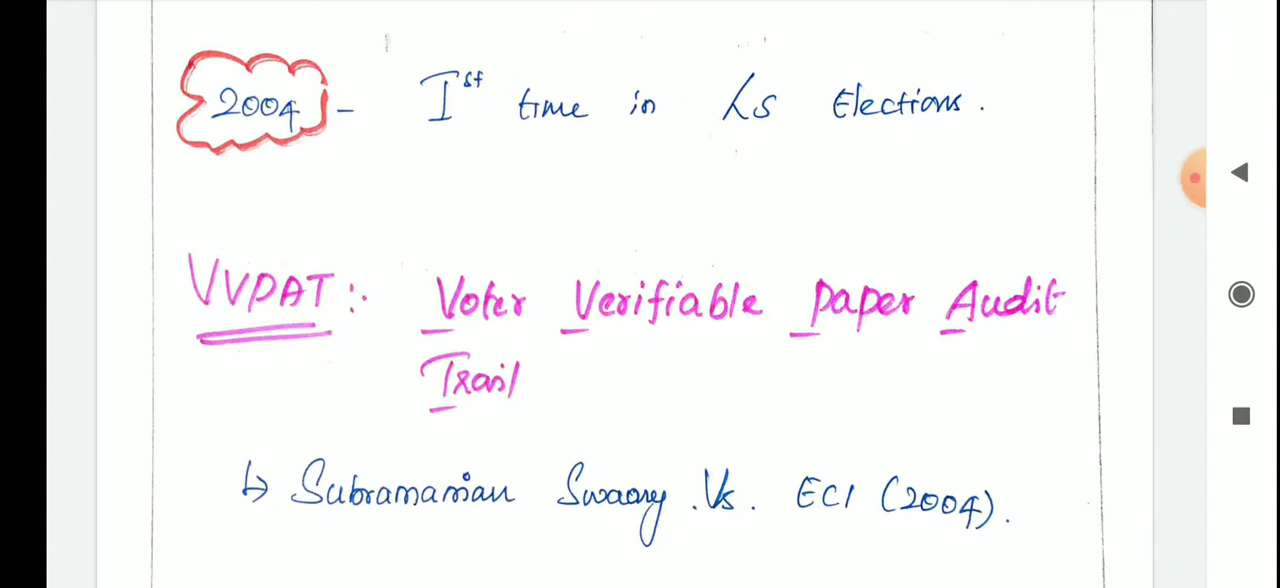 2004 - Ist time in LS Elections.
VVPAT :- Voter Verifiable Paper Audit
Trail
↳ Subramanian Swamy Vs. ECI (2004).